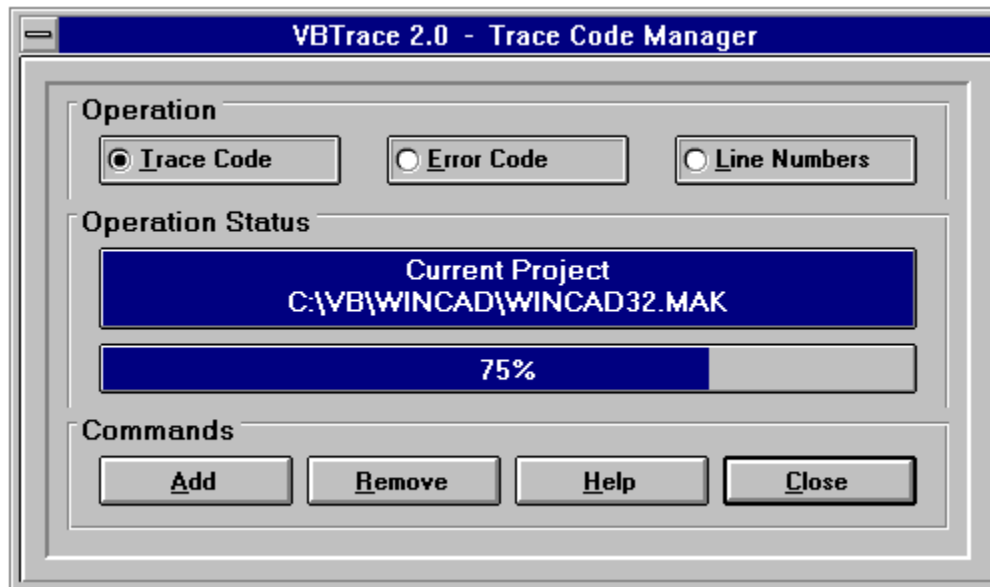 VBTrace 2.0 - Trace Code Manager
Operation
Trace Code
Error Code
Line Numbers
Operation Status
Current Project
C:\VB\WINCAD\WINCAD32.MAK
75%
Commands
Add
Remove
Help
Close